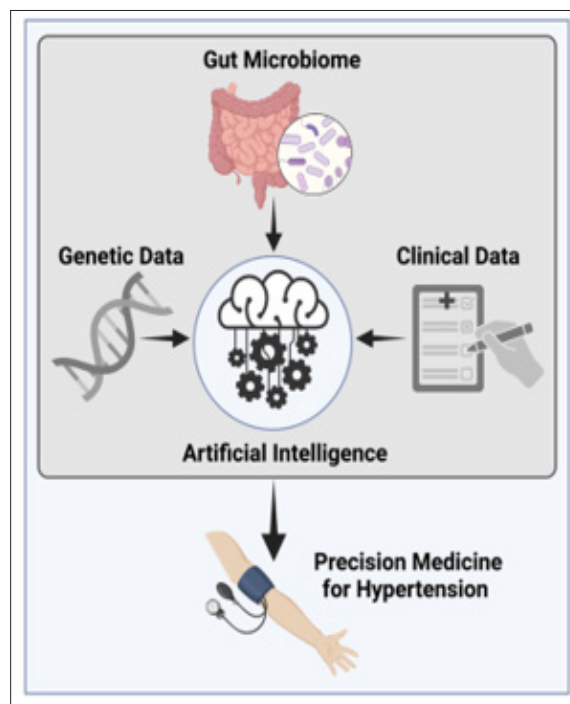 Gut Microbiome
Genetic Data
Clinical Data
Artificial Intelligence
Precision Medicine
for Hypertension